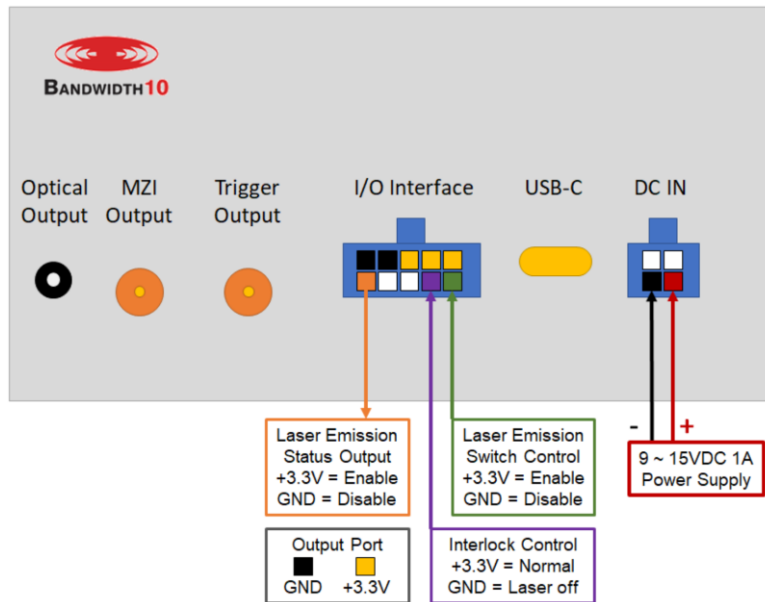 BANDWIDTH10
Optical Output
MZI Output
Trigger Output
I/O Interface
USB-C
DC IN
- +
Laser Emission
Status Output
+3.3V = Enable
GND = Disable
Laser Emission
Switch Control
+3.3V = Enable
GND = Disable
9 ~ 15VDC 1A
Power Supply
Output Port
GND +3.3V
Interlock Control
+3.3V = Normal
GND = Laser off